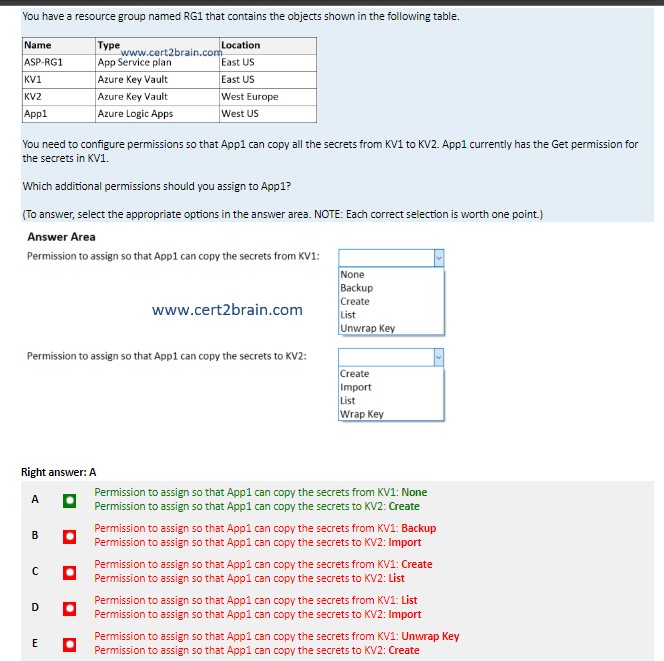 You have a resource group named RG1 that contains the objects shown in the following table.
Name Type Location
www.cert2brain.com
ASP-RG1 App Service plan East US
KV1 Azure Key Vault East US
KV2 Azure Key Vault West Europe
App1 Azure Logic Apps West US
You need to configure permissions so that App1 can copy all the secrets from KV1 to KV2. App1 currently has the Get permission for
the secrets in KV1.
Which additional permissions should you assign to App1?
(To answer, select the appropriate options in the answer area. NOTE: Each correct selection is worth one point.)
Answer Area
Permission to assign so that App1 can copy the secrets from KV1:
None
Backup
Create
List
Unwrap Key
www.cert2brain.com
Permission to assign so that App1 can copy the secrets to KV2:
Create
Import
List
Wrap Key
Right answer: A
A Permission to assign so that App1 can copy the secrets from KV1: None
Permission to assign so that App1 can copy the secrets to KV2: Create
B Permission to assign so that App1 can copy the secrets from KV1: Backup
Permission to assign so that App1 can copy the secrets to KV2: Import
C Permission to assign so that App1 can copy the secrets from KV1: Create
Permission to assign so that App1 can copy the secrets to KV2: List
D Permission to assign so that App1 can copy the secrets from KV1: List
Permission to assign so that App1 can copy the secrets to KV2: Import
E Permission to assign so that App1 can copy the secrets from KV1: Unwrap Key
Permission to assign so that App1 can copy the secrets to KV2: Create